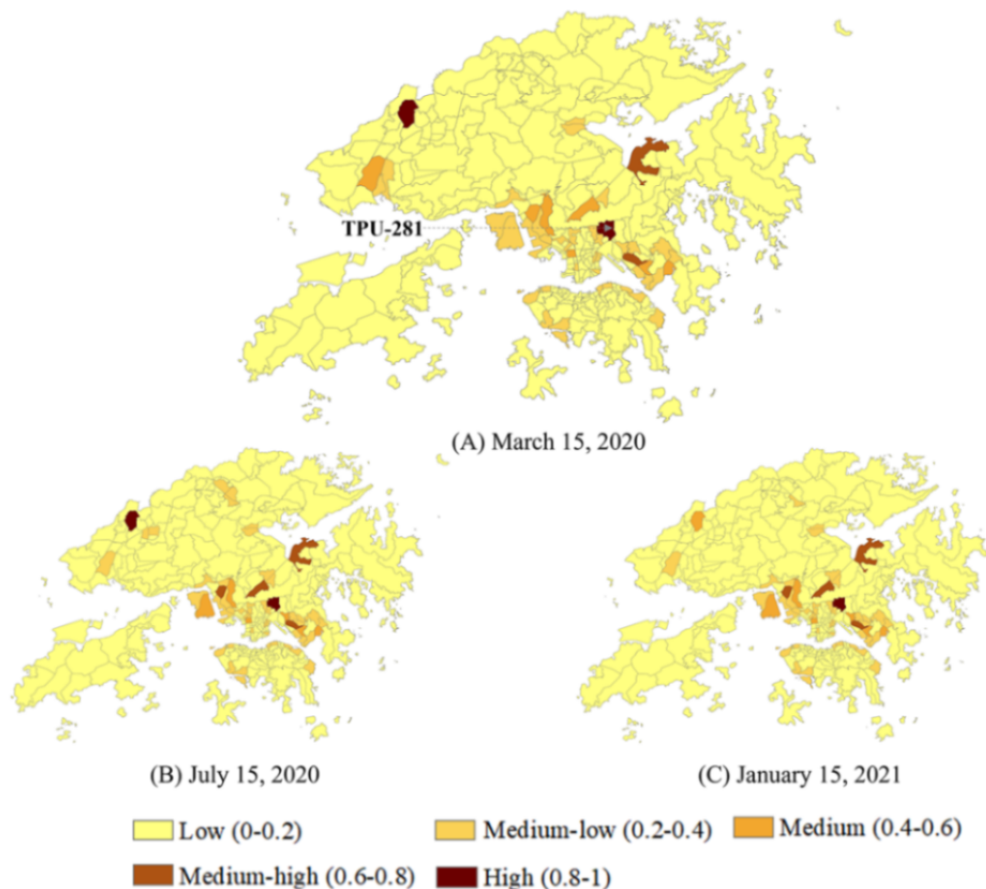 TPU-281
(A) March 15, 2020
(B) July 15, 2020
(C) January 15, 2021
Low (0-0.2)
Medium-low (0.2-0.4)
Medium (0.4-0.6)
Medium-high (0.6-0.8)
High (0.8-1)